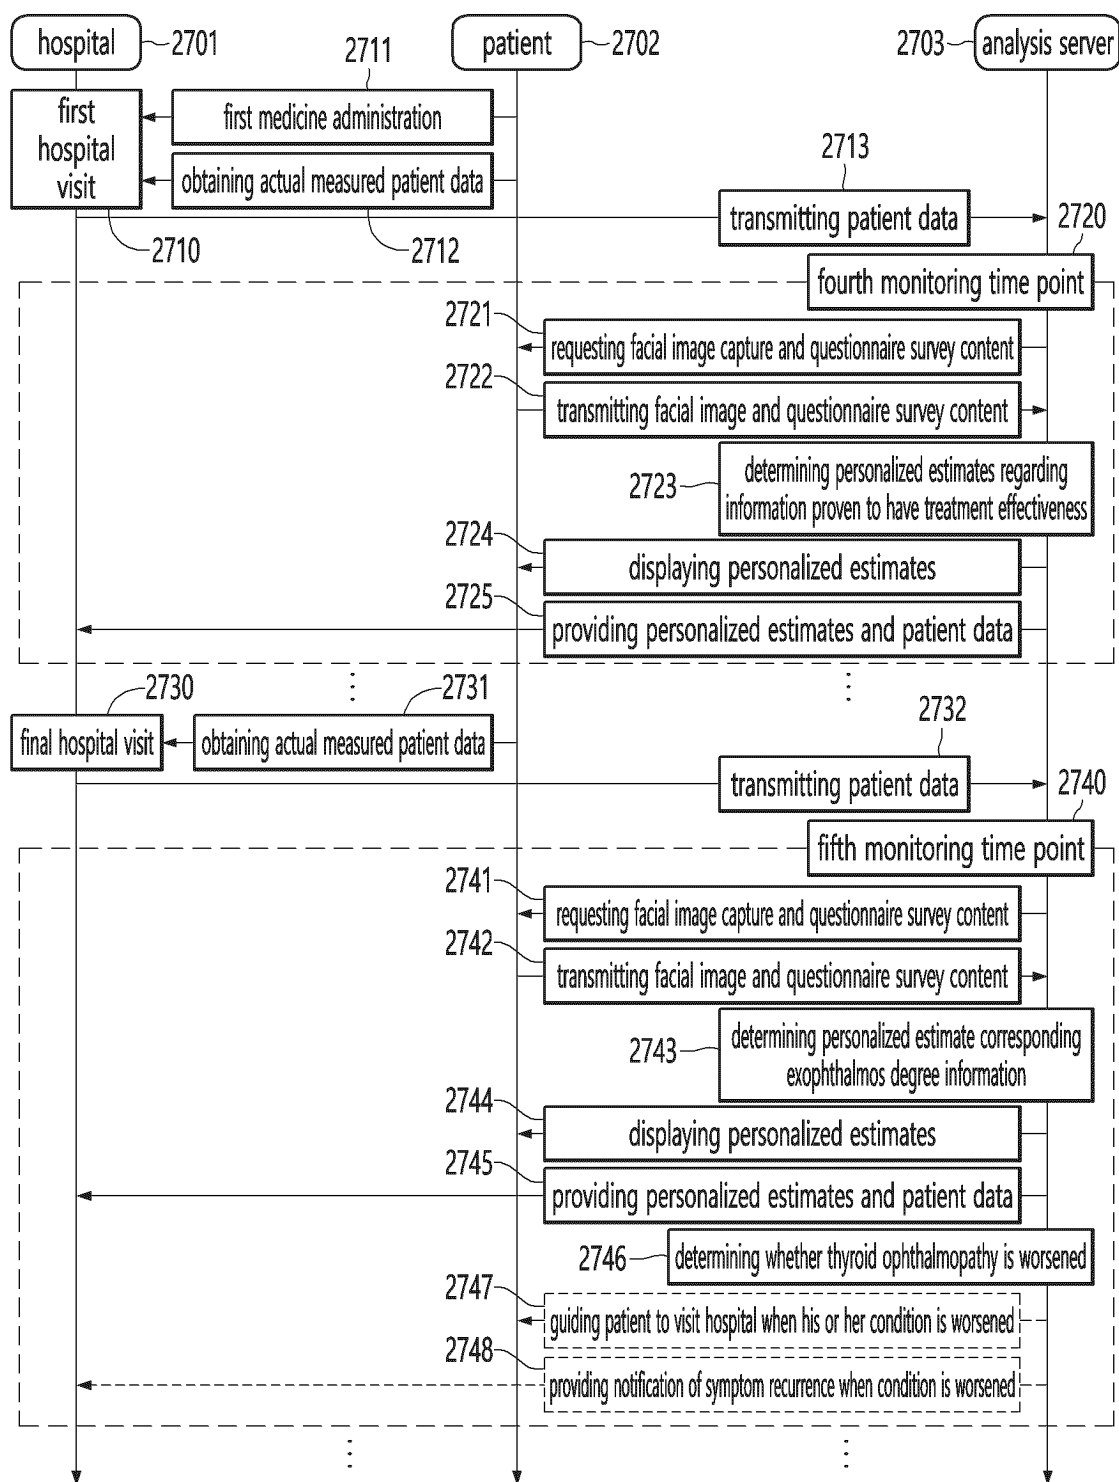 hospital
2701
patient
2702
2703
analysis server
2711
first
hospital
visit
first medicine administration
obtaining actual measured patient data
2713
transmitting patient data
2710
2712
2720
fourth monitoring time point
2721
requesting facial image capture and questionnaire survey content
2722
transmitting facial image and questionnaire survey content
2723
determining personalized estimates regarding
information proven to have treatment effectiveness
2724
displaying personalized estimates
2725
providing personalized estimates and patient data
2730
2731
2732
final hospital visit
obtaining actual measured patient data
transmitting patient data
2740
fifth monitoring time point
2741
requesting facial image capture and questionnaire survey content
2742
transmitting facial image and questionnaire survey content
2743
determining personalized estimate corresponding
exophthalmos degree information
2744
displaying personalized estimates
2745
providing personalized estimates and patient data
2746
determining whether thyroid ophthalmopathy is worsened
2747
guiding patient to visit hospital when his or her condition is worsened
2748
providing notification of symptom recurrence when condition is worsened